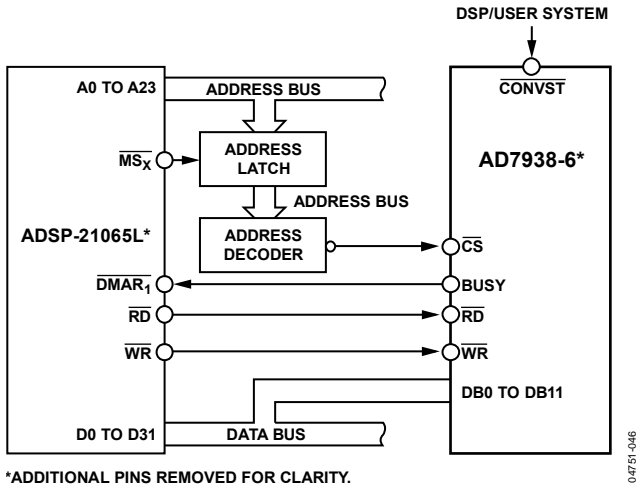 DSP/USER SYSTEM
A0 TO A23
ADDRESS BUS
CONVST
MSX
ADDRESS
LATCH
AD7938-6*
ADDRESS BUS
ADSP-21065L*
ADDRESS
DECODER
CS
DMAR1
BUSY
RD
RD
WR
WR
DB0 TO DB11
D0 TO D31
DATA BUS
*ADDITIONAL PINS REMOVED FOR CLARITY.
04751-046